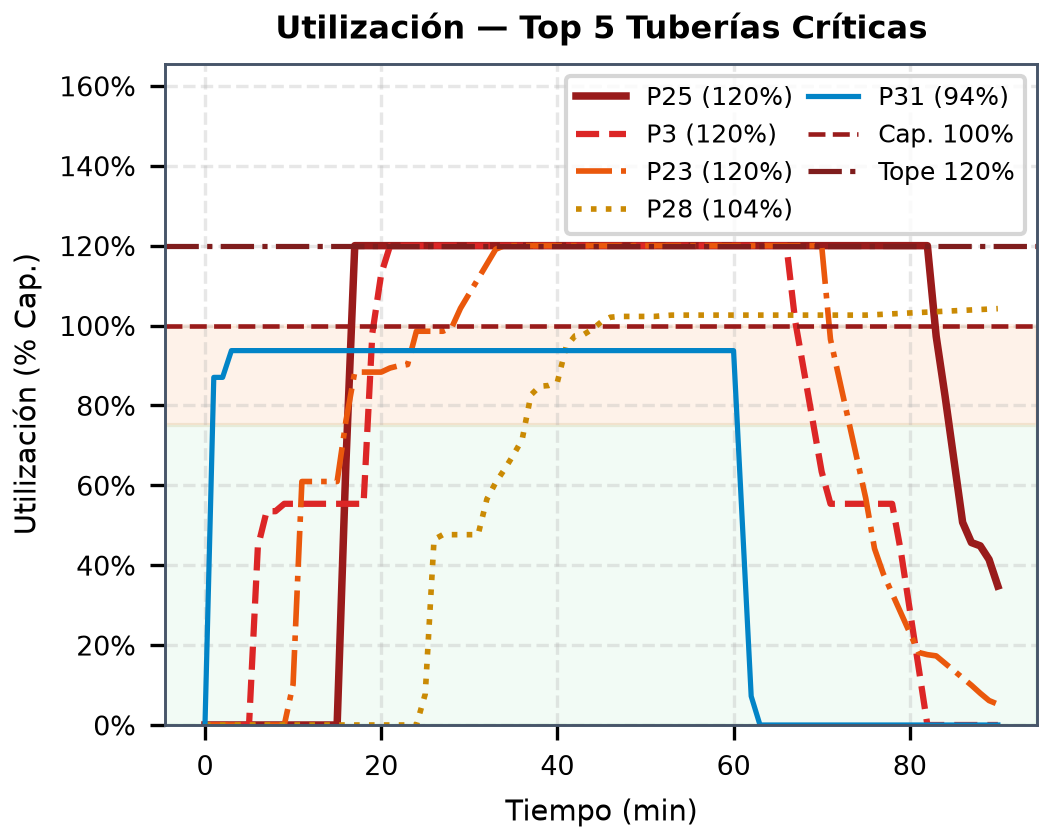 Utilización — Top 5 Tuberías Críticas
Utilización (% Cap.)
160%
140%
120%
100%
80%
60%
40%
20%
0%
P25 (120%)
P3 (120%)
P23 (120%)
P28 (104%)
P31 (94%)
Cap. 100%
Tope 120%
0
20
40
60
80
Tiempo (min)